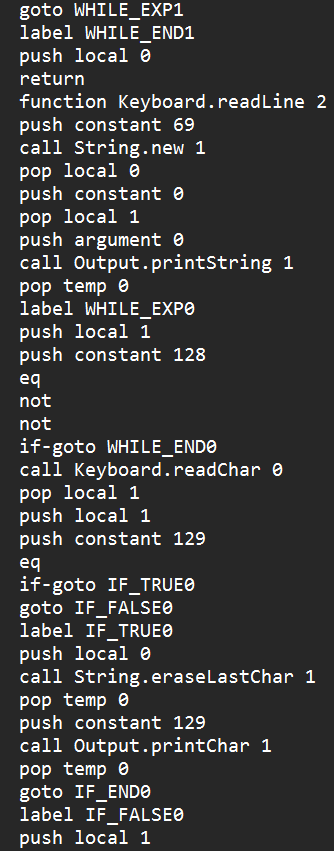 goto WHILE_EXP1
label WHILE_END1
push local 0
return
function Keyboard.readLine 2
push constant 69
call String.new 1
pop local 0
push constant 0
pop local 1
push argument 0
call Output.printString 1
pop temp 0
label WHILE_EXP0
push local 1
push constant 128
eq
not
not
if-goto WHILE_END0
call Keyboard.readChar 0
pop local 1
push local 1
push constant 129
eq
if-goto IF_TRUE0
goto IF_FALSE0
label IF_TRUE0
push local 0
call String.eraseLastChar 1
pop temp 0
push constant 129
call Output.printChar 1
pop temp 0
goto IF_END0
label IF_FALSE0
push local 1